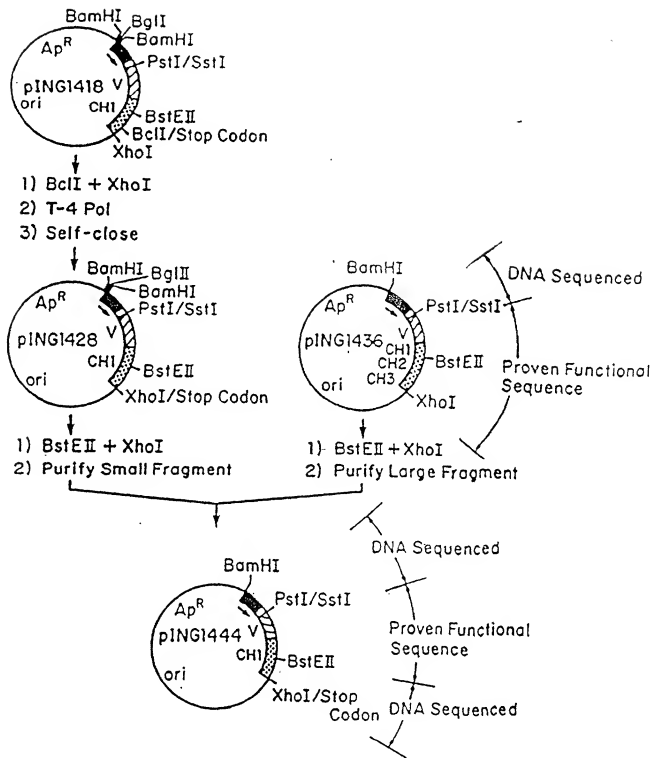 BamHI
BglI
BamHI
ApR
PstI/SstI
pING1418
V
ori
CH1
BstEII
BclI/Stop Codon
XhoI
1) BclI + XhoI
2) T-4 Pol
3) Self-close
BamHI
BglII
BamHI
ApR
PstI/SstI
V
pING1428
CH1
BstEII
ori
XhoI/Stop Codon
BamHI
ApR
PstI/SstI
V
pING1436
CH1
CH2
BstEII
CH3
ori
XhoI
DNA Sequenced
Proven Functional
Sequence
1) BstEII + XhoI
2) Purify Small Fragment
1) BstEII + XhoI
2) Purify Large Fragment
BamHI
ApR
PstI/SstI
V
pING1444
CH1
BstEII
ori
XhoI/Stop
Codon
DNA Sequenced
Proven Functional
Sequence
DNA Sequenced